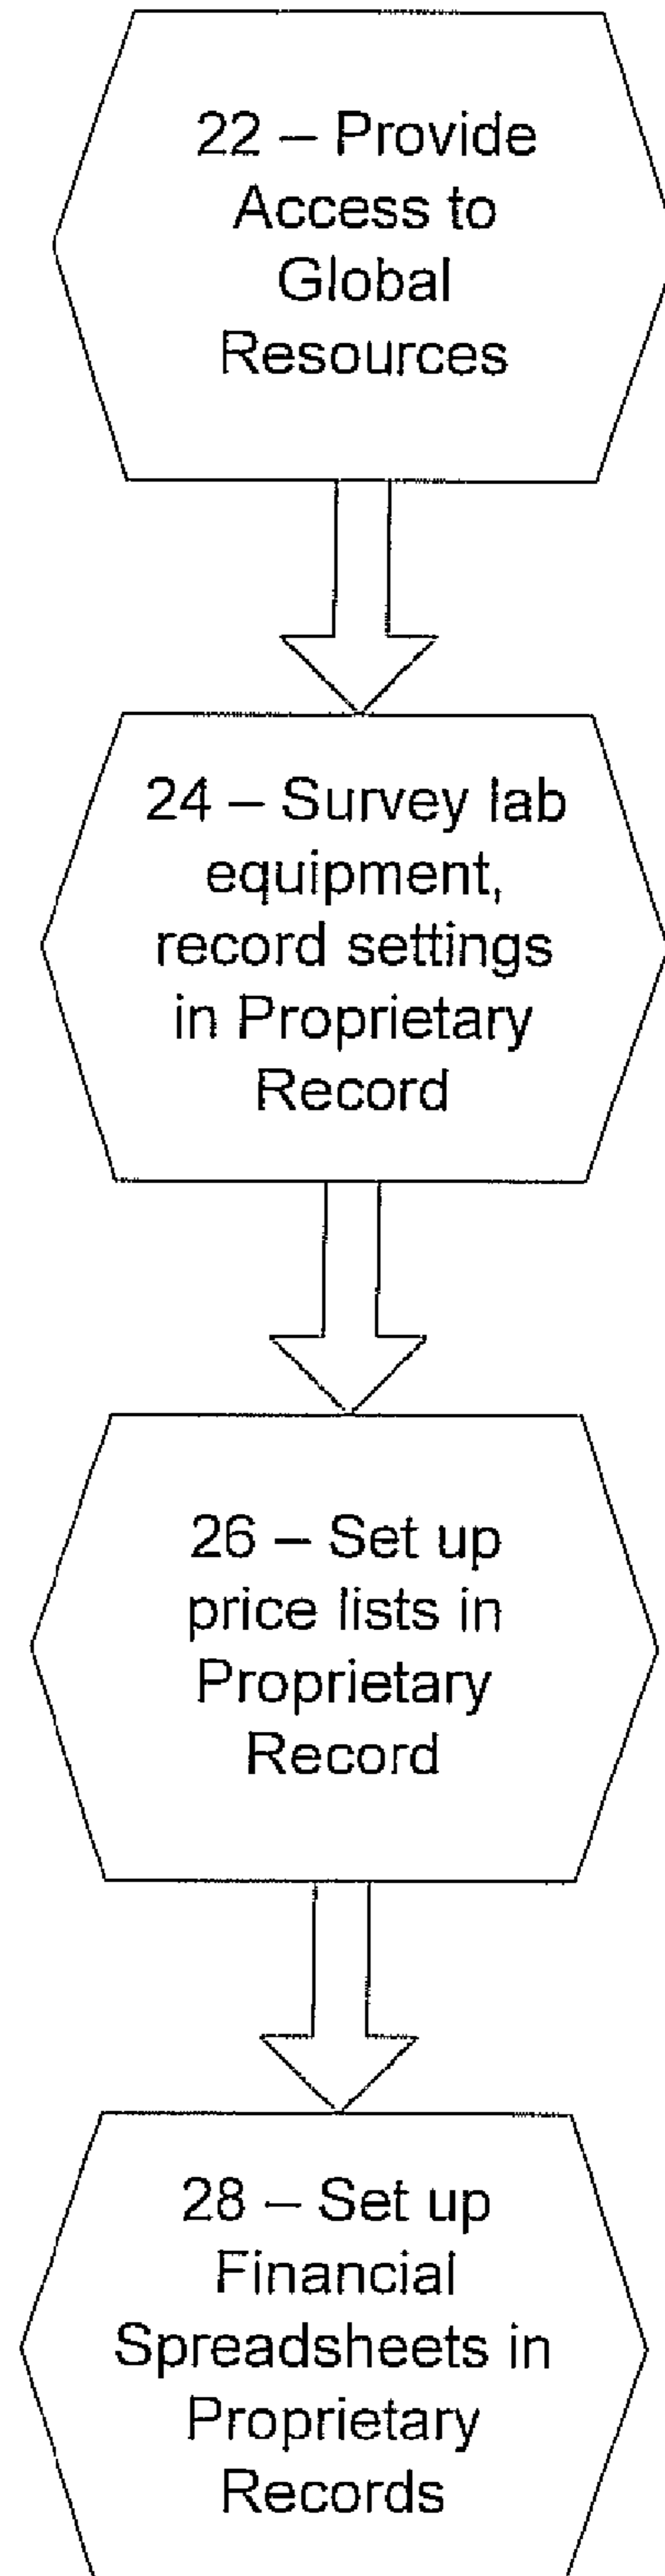 22 – Provide
Access to
Global
Resources
24 – Survey lab
equipment,
record settings
in Proprietary
Record
26 – Set up
price lists in
Proprietary
Record
28 – Set up
Financial
Spreadsheets in
Proprietary
Records